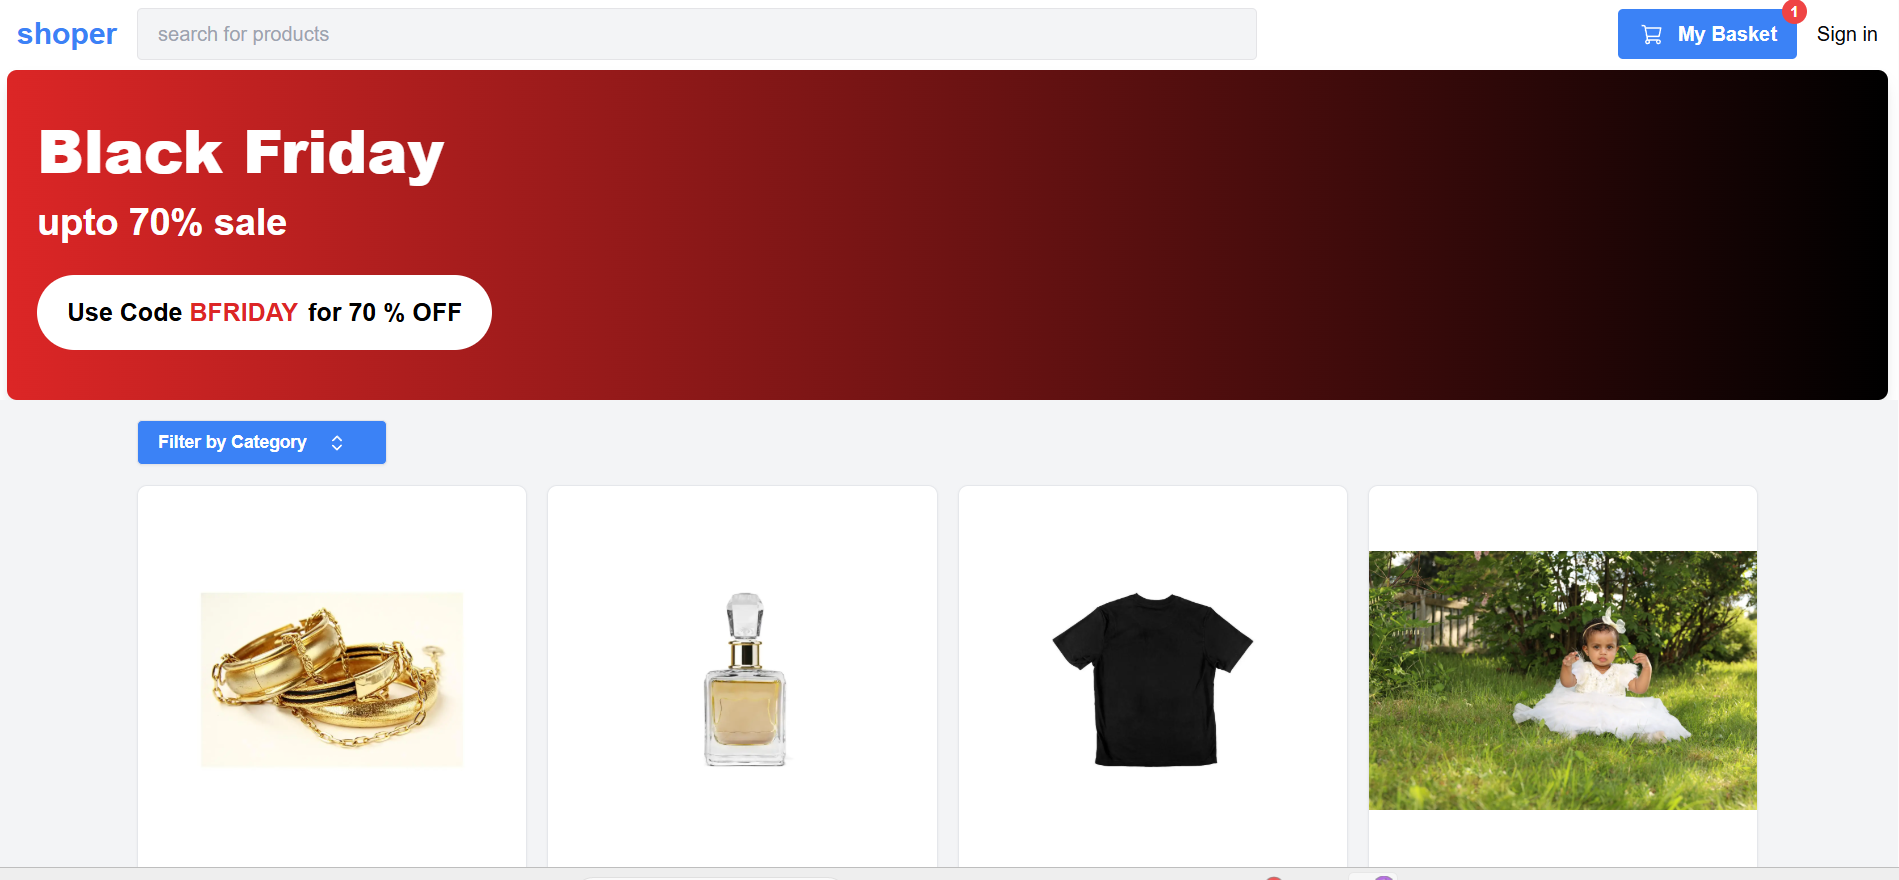 shoper
search for products
1
My Basket
Sign in
Black Friday
upto 70% sale
Use Code BFRIDAY for 70 % OFF
Filter by Category